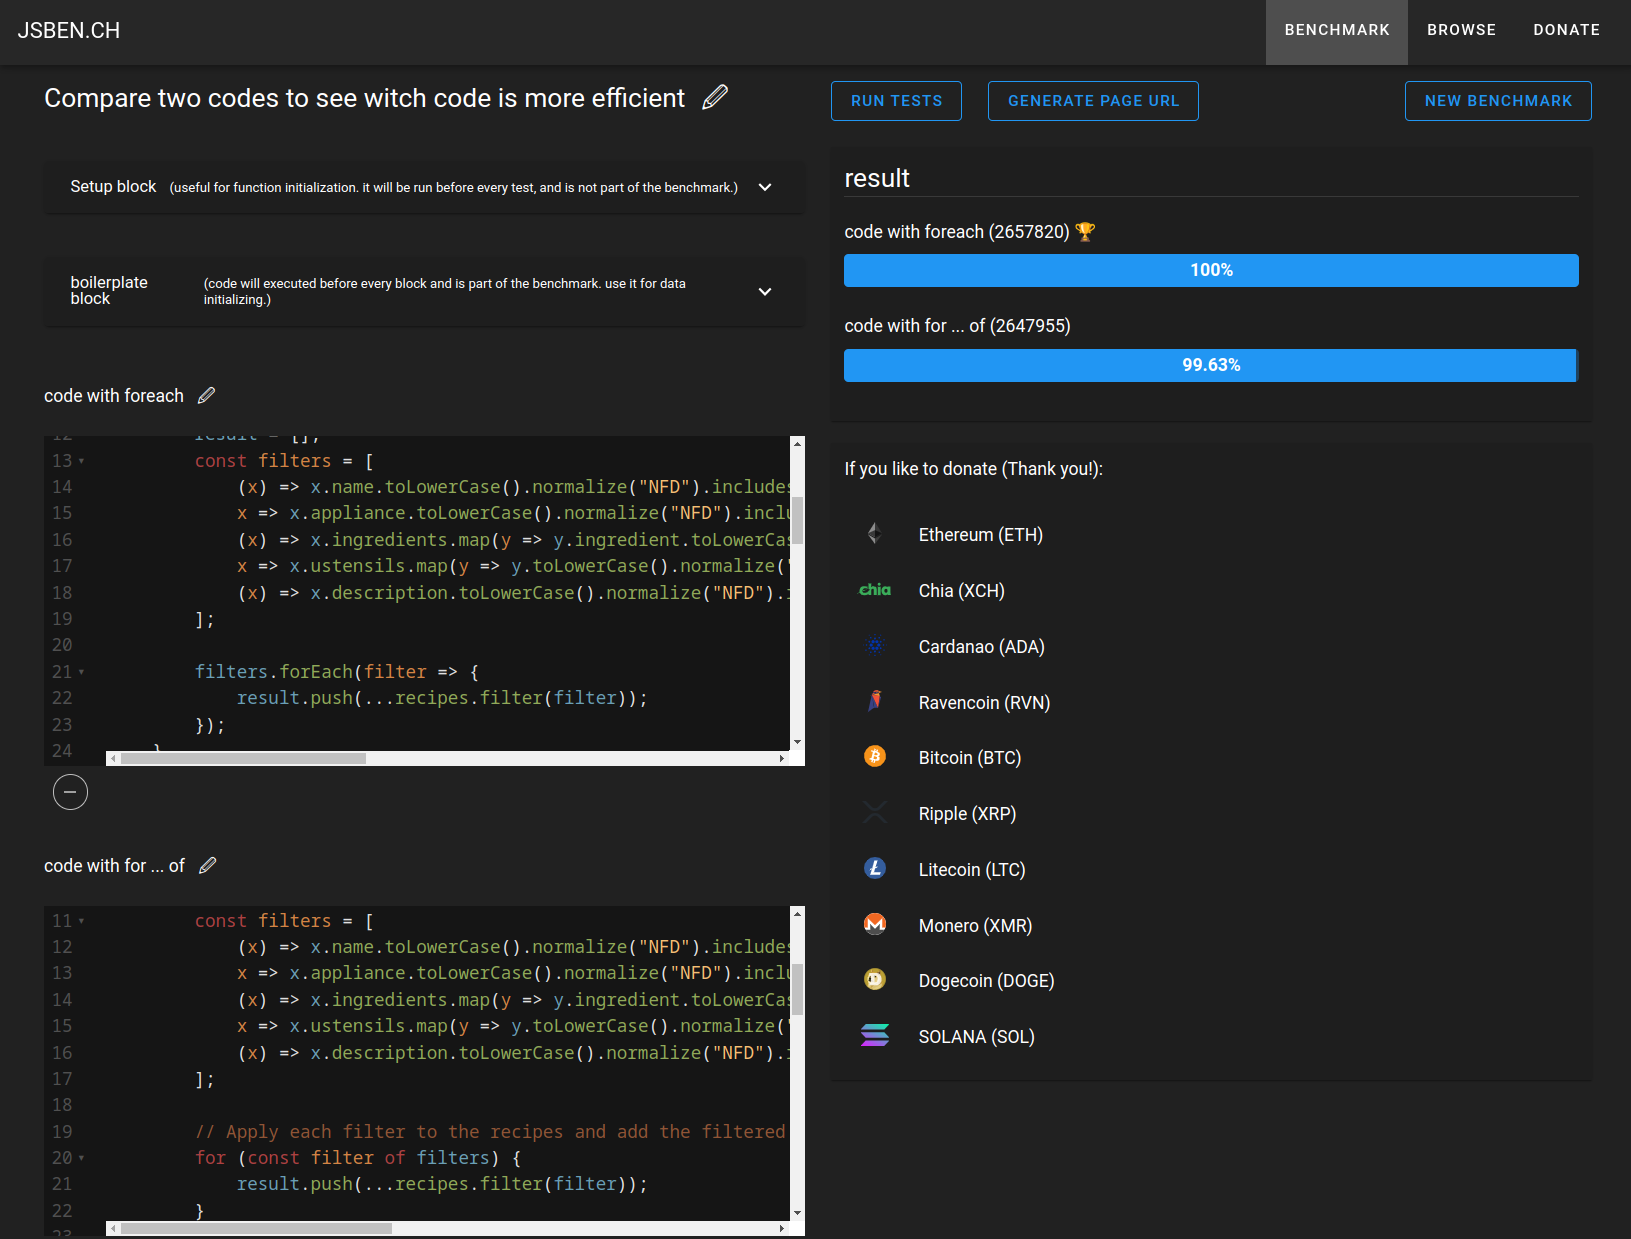 JSBEN.CH
BENCHMARK
BROWSE
DONATE
Compare two codes to see witch code is more efficient
RUN TESTS
GENERATE PAGE URL
NEW BENCHMARK
Setup block (useful for function initialization. it will be run before every test, and is not part of the benchmark.)
boilerplate block
(code will executed before every block and is part of the benchmark. use it for data initializing.)
code with foreach
12 result = [];
13 const filters = [
14 (x) => x.name.toLowerCase().normalize("NFD").includes
15 x => x.appliance.toLowerCase().normalize("NFD").inclu
16 (x) => x.ingredients.map(y => y.ingredient.toLowerCas
17 x => x.ustensils.map(y => y.toLowerCase().normalize("
18 (x) => x.description.toLowerCase().normalize("NFD").i
19 ];
20
21 filters.forEach(filter => {
22 result.push(...recipes.filter(filter));
23 });
24 }
code with for ... of
11 const filters = [
12 (x) => x.name.toLowerCase().normalize("NFD").includes
13 x => x.appliance.toLowerCase().normalize("NFD").inclu
14 (x) => x.ingredients.map(y => y.ingredient.toLowerCas
15 x => x.ustensils.map(y => y.toLowerCase().normalize("
16 (x) => x.description.toLowerCase().normalize("NFD").i
17 ];
18
19 // Apply each filter to the recipes and add the filtered
20 for (const filter of filters) {
21 result.push(...recipes.filter(filter));
22 }
23
result
code with foreach (2657820) 🏆
100%
code with for ... of (2647955)
99.63%
If you like to donate (Thank you!):
Ethereum (ETH)
chia Chia (XCH)
Cardanao (ADA)
Ravencoin (RVN)
Bitcoin (BTC)
Ripple (XRP)
Litecoin (LTC)
Monero (XMR)
Dogecoin (DOGE)
SOLANA (SOL)